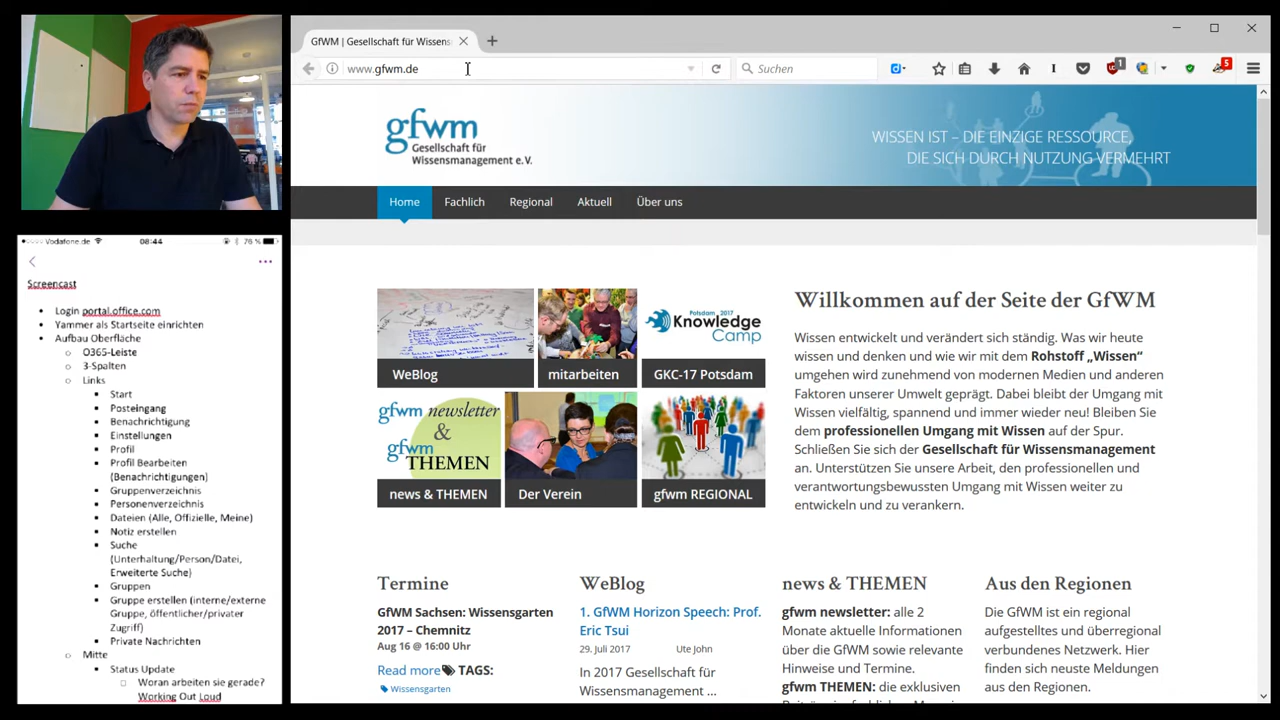 GfWM | Gesellschaft für Wissens
www.gfwm.de
Suchen
1
5
gfwm
Gesellschaft für
Wissensmanagement e.V.
WISSEN IST – DIE EINZIGE RESSOURCE,
DIE SICH DURCH NUTZUNG VERMEHRT
Home
Fachlich
Regional
Aktuell
Über uns
Vodafone.de
08:44
76 %
Screencast
Login portal.office.com
Yammer als Startseite einrichten
Aufbau Oberfläche
O365-Leiste
3-Spalten
Links
Start
Posteingang
Benachrichtigung
Einstellungen
Profil
Profil Bearbeiten
(Benachrichtigungen)
Gruppenverzeichnis
Personenverzeichnis
Dateien (Alle, Offizielle, Meine)
Notiz erstellen
Suche
(Unterhaltung/Person/Datei,
Erweiterte Suche)
Gruppen
Gruppe erstellen (interne/externe
Gruppe, öffentlicher/privater
Zugriff)
Private Nachrichten
Mitte
Status Update
Woran arbeiten sie gerade?
Working Out Loud
WeBlog
mitarbeiten
Potsdam 2017
Knowledge
Camp
GKC-17 Potsdam
gfwm newsletter
&
gfwm THEMEN
news & THEMEN
Der Verein
gfwm REGIONAL
Willkommen auf der Seite der GfWM
Wissen entwickelt und verändert sich ständig. Was wir heute
wissen und denken und wie wir mit dem Rohstoff „Wissen“
umgehen wird zunehmend von modernen Medien und anderen
Faktoren unserer Umwelt geprägt. Dabei bleibt der Umgang mit
Wissen vielfältig, spannend und immer wieder neu! Bleiben Sie
dem professionellen Umgang mit Wissen auf der Spur.
Schließen Sie sich der Gesellschaft für Wissensmanagement
an. Unterstützen Sie unsere Arbeit, den professionellen und
verantwortungsbewussten Umgang mit Wissen weiter zu
entwickeln und zu verankern.
Termine
GfWM Sachsen: Wissensgarten
2017 – Chemnitz
Aug 16 @ 16:00 Uhr
Read more TAGS:
Wissensgarten
WeBlog
1. GfWM Horizon Speech: Prof.
Eric Tsui
29. Juli 2017 Ute John
In 2017 Gesellschaft für
Wissensmanagement ...
news & THEMEN
gfwm newsletter: alle 2
Monate aktuelle Informationen
über die GfWM sowie relevante
Hinweise und Termine.
gfwm THEMEN: die exklusiven
Aus den Regionen
Die GfWM ist ein regional
aufgestelltes und überregional
verbundenes Netzwerk. Hier
finden sich neuste Meldungen
aus den Regionen.